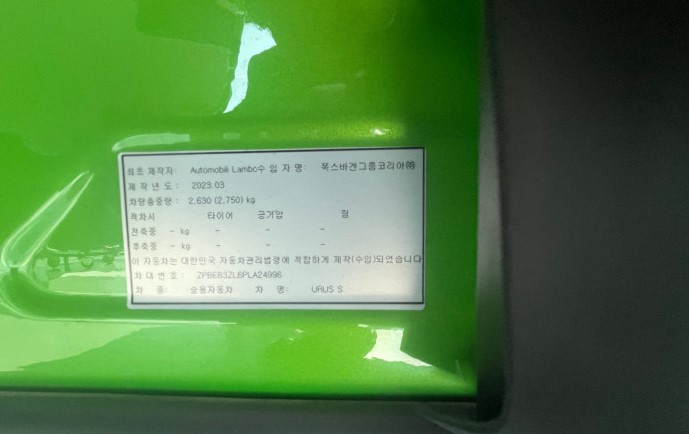 최초 제작자: Automobili Lambo수 입 자 명: 폭스바겐그룹코리아㈜
제 작 년 도 : 2023.03
차량총중량 : 2,630 (2,750) kg
적차시 타이어 공기압 림
전축중 - kg - - -
후축중 - kg - - -
이 자동차는 대한민국 자동차관리법령에 적합하게 제작(수입)되었습니다
차 대 번 호 : ZPBEB3ZL6PLA24996
차 종: 승용자동차 차 명: URUS S